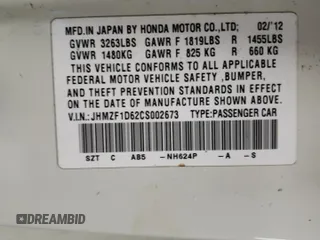 MFD. IN JAPAN BY HONDA MOTOR CO.,LTD; 02/'12
GVWR 3263LBS GAWR F 1819LBS R 1455LBS
GVWR 1480KG GAWR F 825 KG R 660 KG
THIS VEHICLE CONFORMS TO ALL APPLICABLE
FEDERAL MOTOR VEHICLE SAFETY ,BUMPER,
AND THEFT PREVENTION STANDARDS IN
EFFECT ON THE DATE OF MANUFACTURE
SHOWN ABOVE.
V.I.N.: JHMZF1D62CS002673 TYPE:PASSENGER CAR
SZT C AB5 -NH624P -A -S
DREAMBID